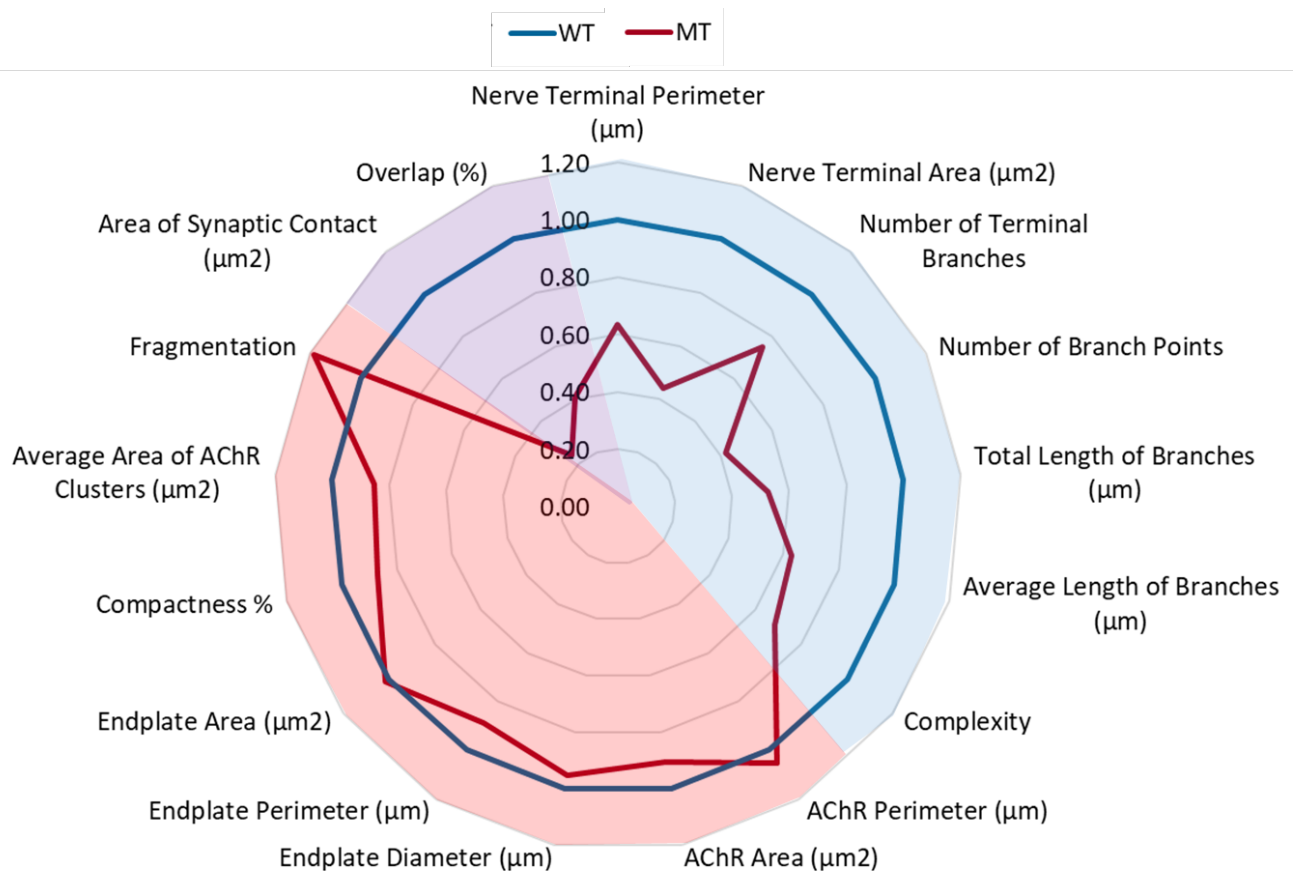 WT MT
Nerve Terminal Perimeter
(µm)
Nerve Terminal Area (µm2)
Number of Terminal
Branches
Number of Branch Points
Total Length of Branches
(µm)
Average Length of Branches
(µm)
Complexity
AChR Perimeter (µm)
AChR Area (µm2)
Endplate Diameter (µm)
Endplate Perimeter (µm)
Endplate Area (µm2)
Compactness %
Average Area of AChR
Clusters (µm2)
Fragmentation
Area of Synaptic Contact
(µm2)
Overlap (%)
1.20
1.00
0.80
0.60
0.40
0.20
0.00